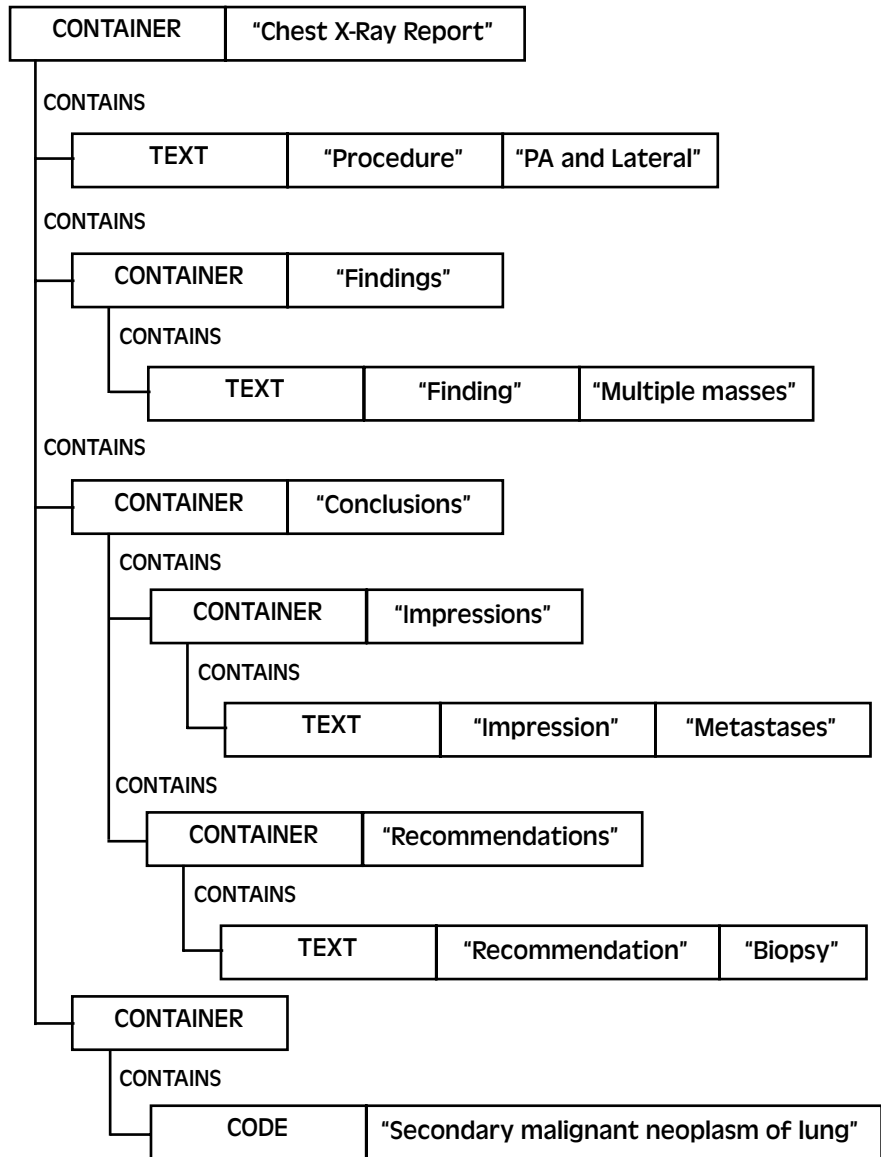 CONTAINER “Chest X-Ray Report”
CONTAINS
TEXT “Procedure” “PA and Lateral”
CONTAINS
CONTAINER “Findings”
CONTAINS
TEXT “Finding” “Multiple masses”
CONTAINS
CONTAINER “Conclusions”
CONTAINS
CONTAINER “Impressions”
CONTAINS
TEXT “Impression” “Metastases”
CONTAINS
CONTAINER “Recommendations”
CONTAINS
TEXT “Recommendation” “Biopsy”
CONTAINER
CONTAINS
CODE “Secondary malignant neoplasm of lung”